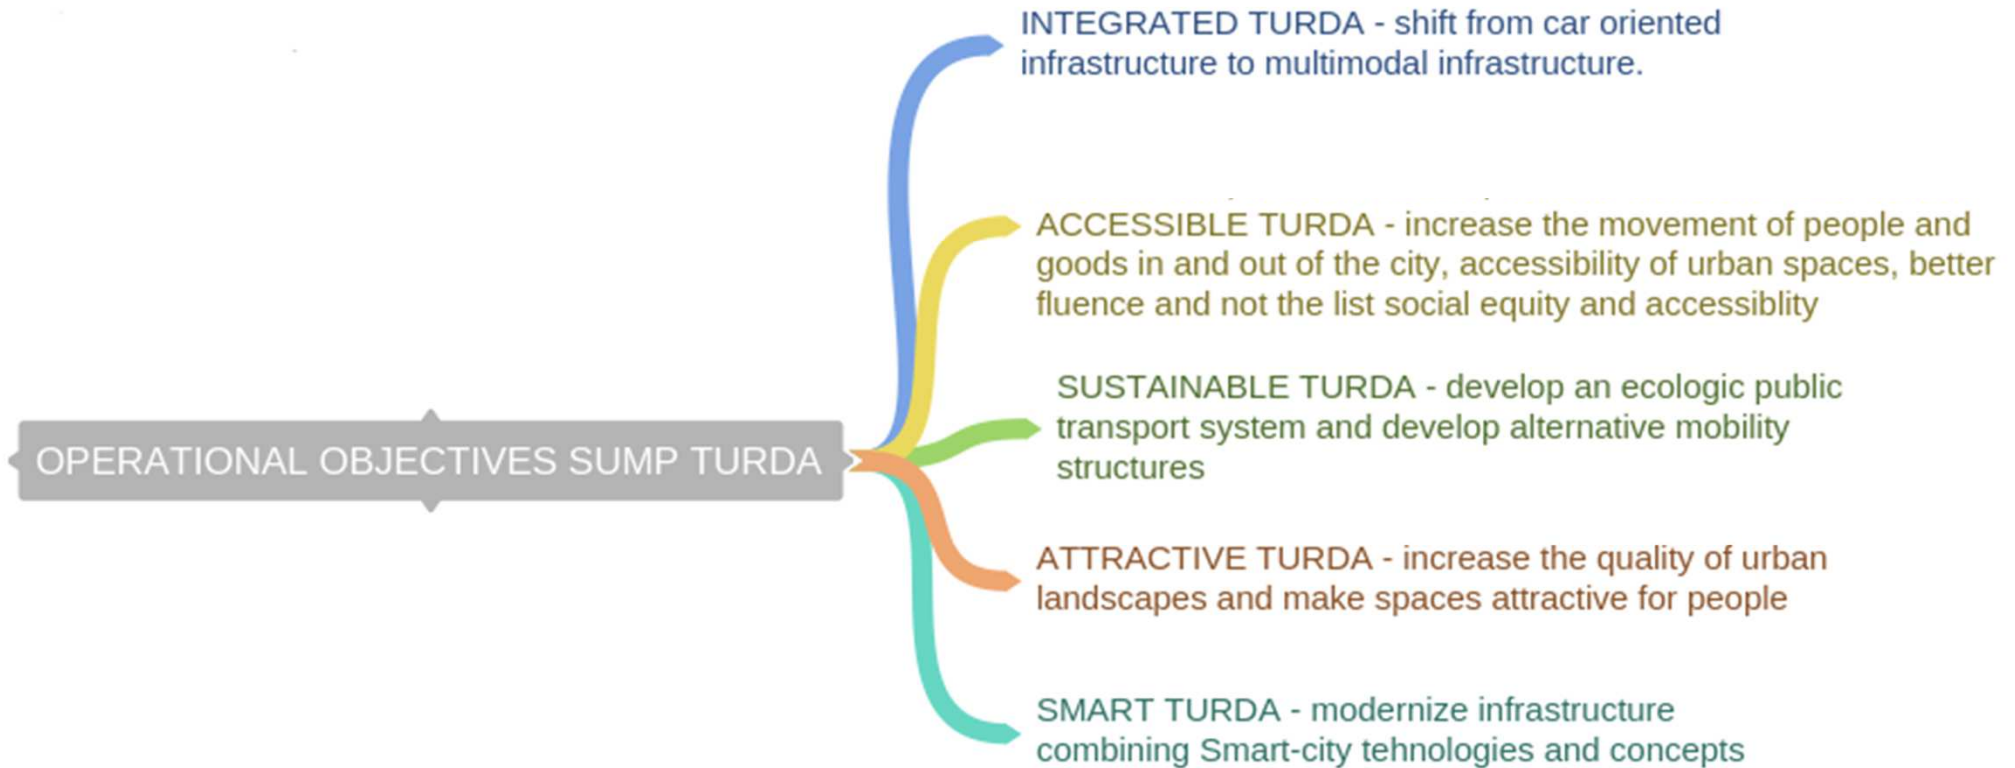 INTEGRATED TURDA - shift from car oriented
infrastructure to multimodal infrastructure.
ACCESSIBLE TURDA - increase the movement of people and
goods in and out of the city, accessibility of urban spaces, better
fluence and not the list social equity and accessiblity
SUSTAINABLE TURDA - develop an ecologic public
transport system and develop alternative mobility
structures
OPERATIONAL OBJECTIVES SUMP TURDA
ATTRACTIVE TURDA - increase the quality of urban
landscapes and make spaces attractive for people
SMART TURDA - modernize infrastructure
combining Smart-city tehnologies and concepts